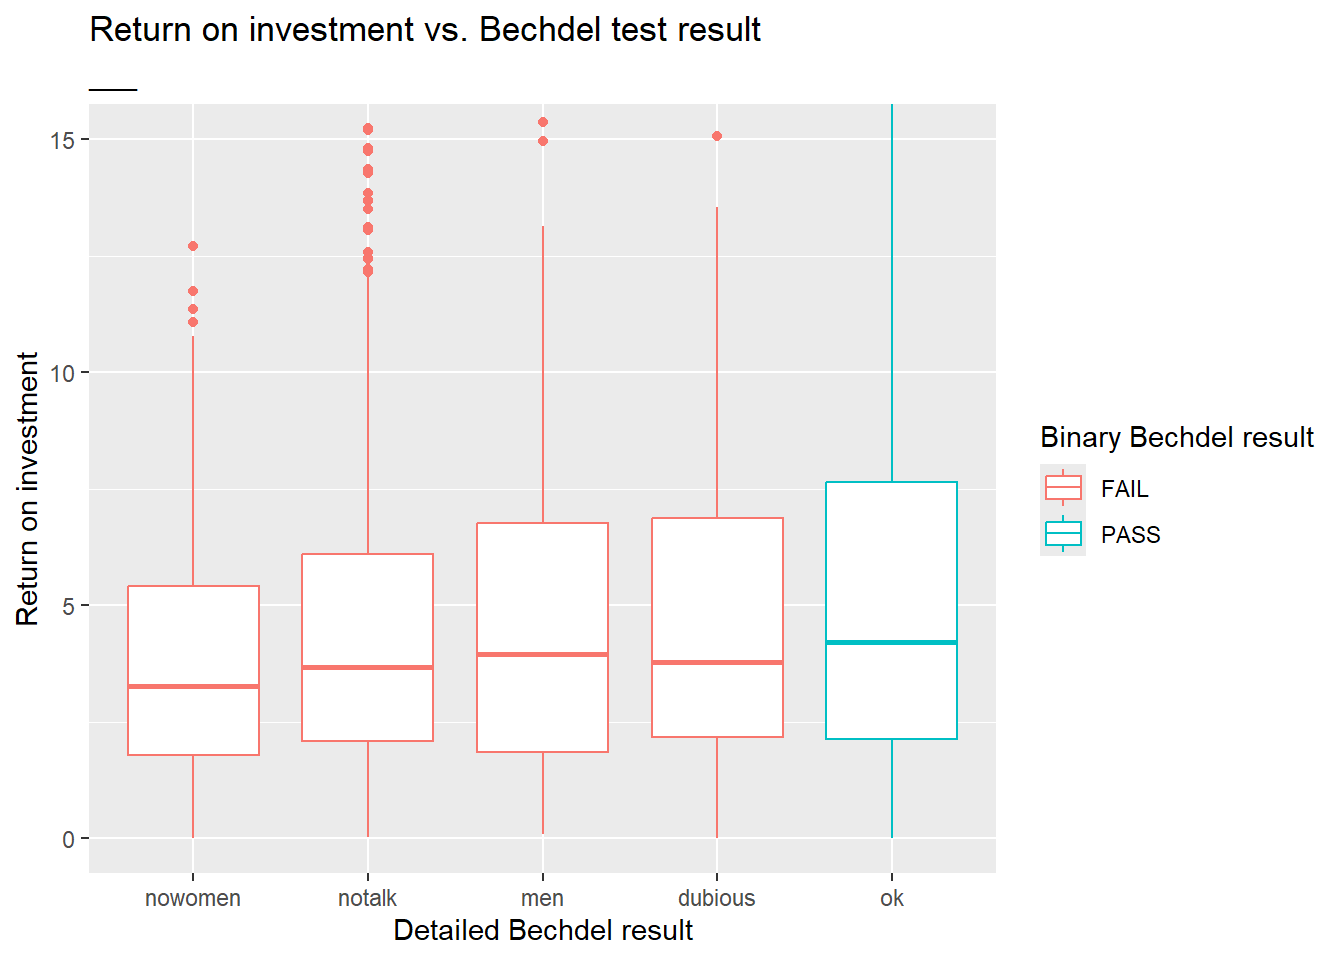 Return on investment vs. Bechdel test result
___
15
10
5
0
Return on investment
nowomen notalk men dubious ok
Detailed Bechdel result
Binary Bechdel result
FAIL
PASS